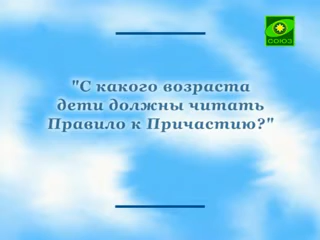 СОЮЗ
"С какого возраста
дети должны читать
Правило к Причастию?"